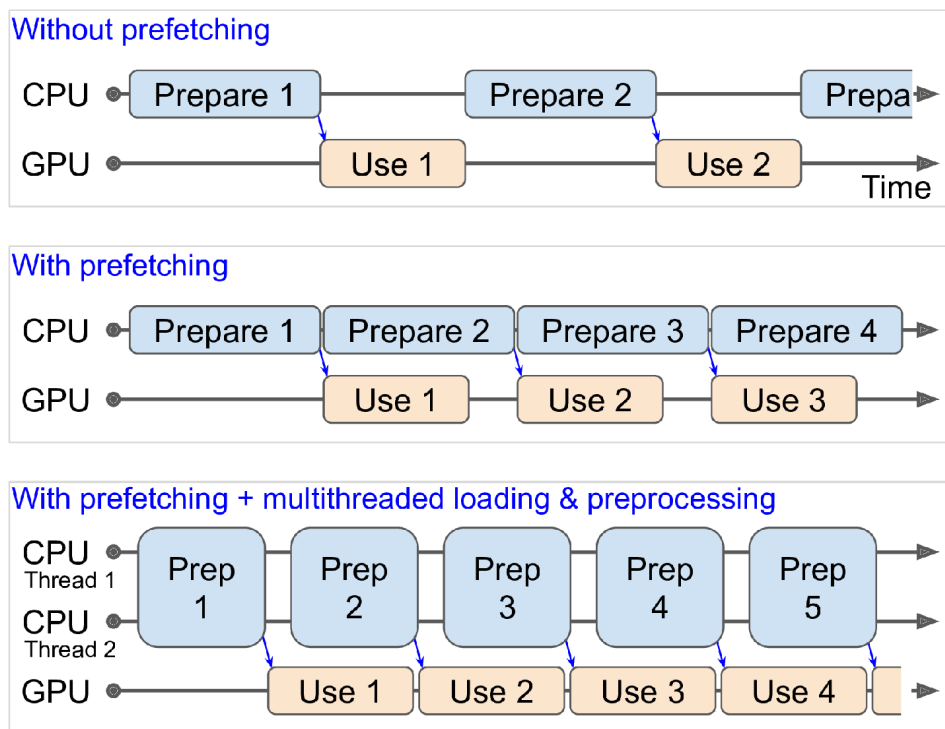 Without prefetching
CPU Prepare 1 Prepare 2 Prepa
GPU Use 1 Use 2
Time
With prefetching
CPU Prepare 1 Prepare 2 Prepare 3 Prepare 4
GPU Use 1 Use 2 Use 3
With prefetching + multithreaded loading & preprocessing
CPU
Thread 1
Prep Prep Prep Prep Prep
1 2 3 4 5
CPU
Thread 2
GPU Use 1 Use 2 Use 3 Use 4